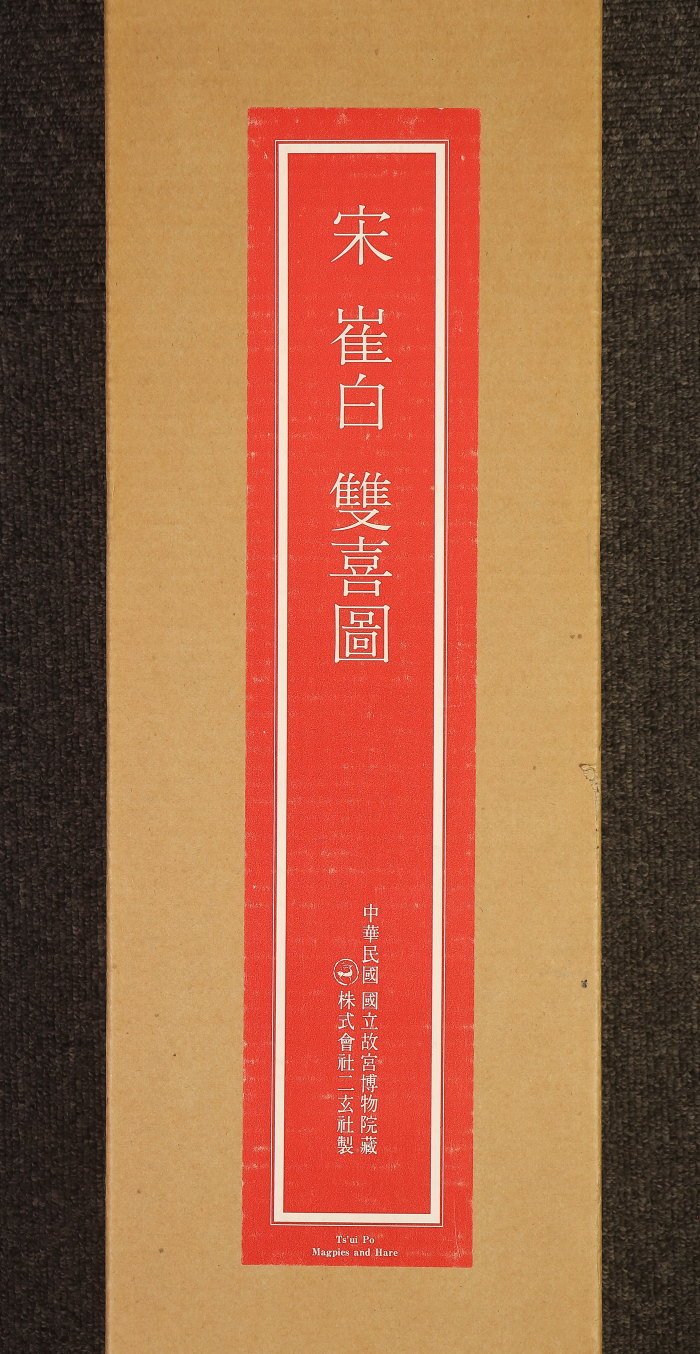 宋 崔白 雙喜圖
中華民國 國立故宮博物院藏
株式會社二玄社製
Ts'ui Po
Magpies and Hare